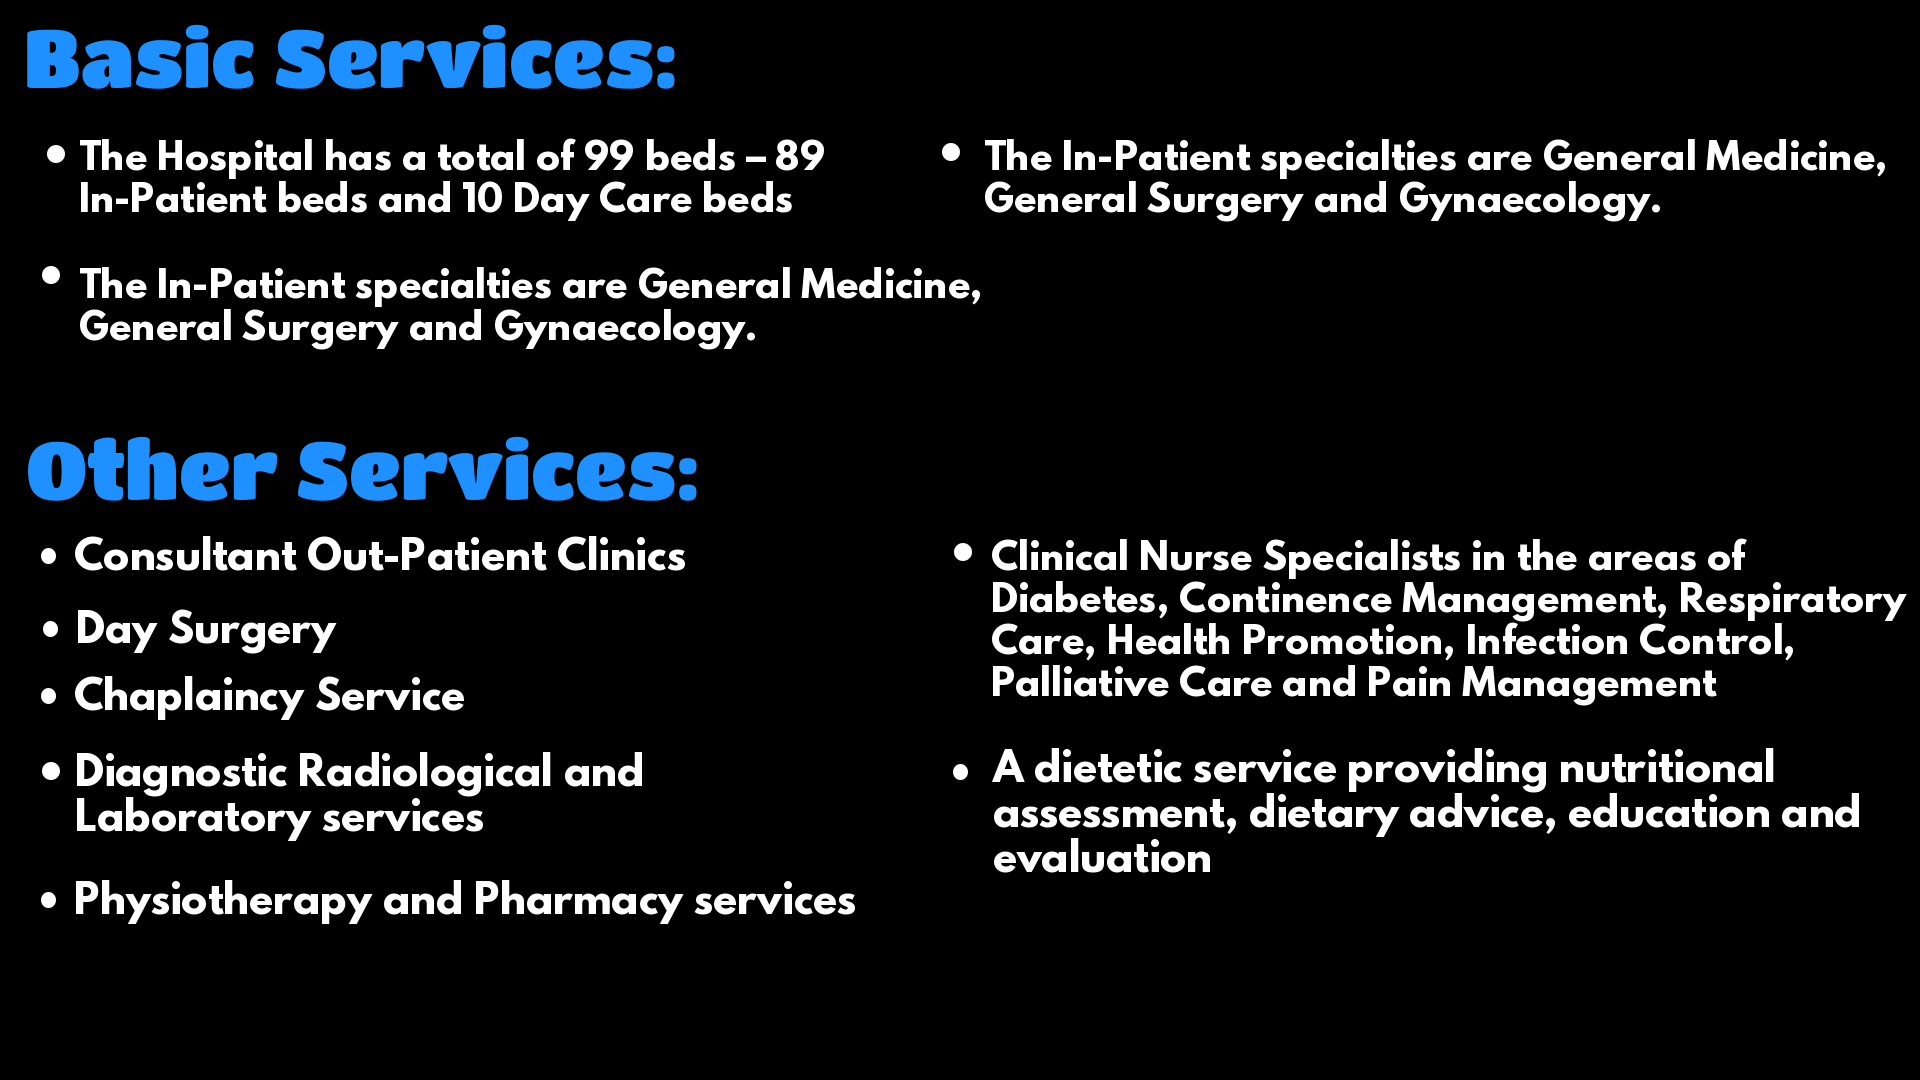 Basic Services:
• The Hospital has a total of 99 beds – 89
In-Patient beds and 10 Day Care beds
• The In-Patient specialties are General Medicine,
General Surgery and Gynaecology.
• The In-Patient specialties are General Medicine,
General Surgery and Gynaecology.
Other Services:
• Consultant Out-Patient Clinics
• Day Surgery
• Chaplaincy Service
• Diagnostic Radiological and
Laboratory services
• Physiotherapy and Pharmacy services
• Clinical Nurse Specialists in the areas of
Diabetes, Continence Management, Respiratory
Care, Health Promotion, Infection Control,
Palliative Care and Pain Management
• A dietetic service providing nutritional
assessment, dietary advice, education and
evaluation